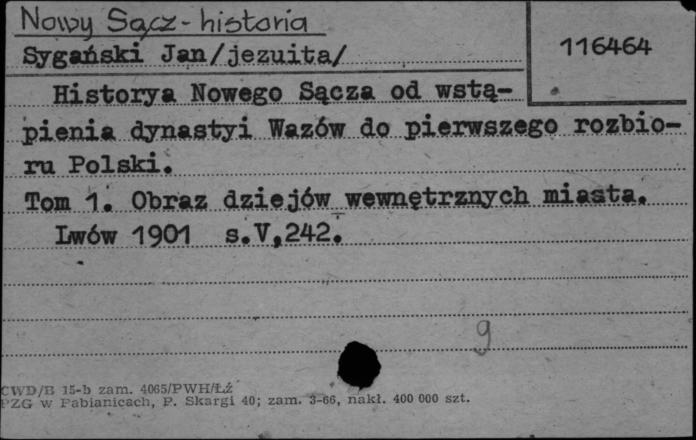 Nowy Sącz - historia
116464
Sygański Jan/jezuita/
Historya Nowego Sącza od wstą-
pienia dynastyi Wazów do pierwszego rozbio-
ru Polski.
Tom 1. Obraz dziejów wewnętrznych miasta.
Lwów 1901 s.V,242.
9
CWD/B 15-b zam. 4065/PWH/Łż
PZG w Pabianicach, P. Skargi 40; zam. 3-66, nakł. 400 000 szt.